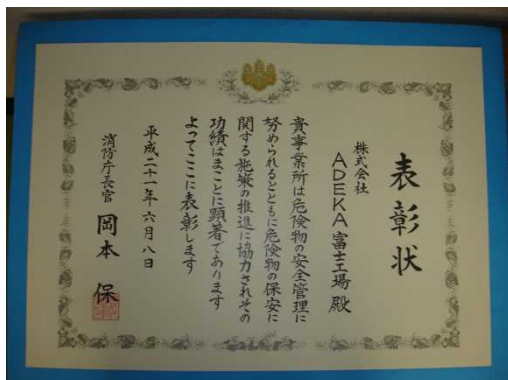 表彰状
株式会社
ADEKA富士工場 殿
貴事業所は危険物の安全管理に
努められるとともに危険物の保安に
関する施策の推進に協力されその
功績はまことに顕著であります
よってここに表彰します
平成二十一年六月八日
消防庁長官 岡本 保